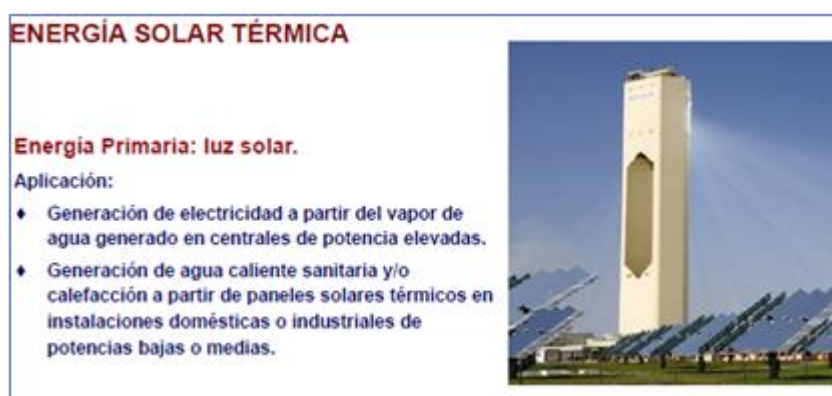 ENERGÍA SOLAR TÉRMICA
Energía Primaria: luz solar.
Aplicación:
♦ Generación de electricidad a partir del vapor de
agua generado en centrales de potencia elevadas.
♦ Generación de agua caliente sanitaria y/o
calefacción a partir de paneles solares térmicos en
instalaciones domésticas o industriales de
potencias bajas o medias.